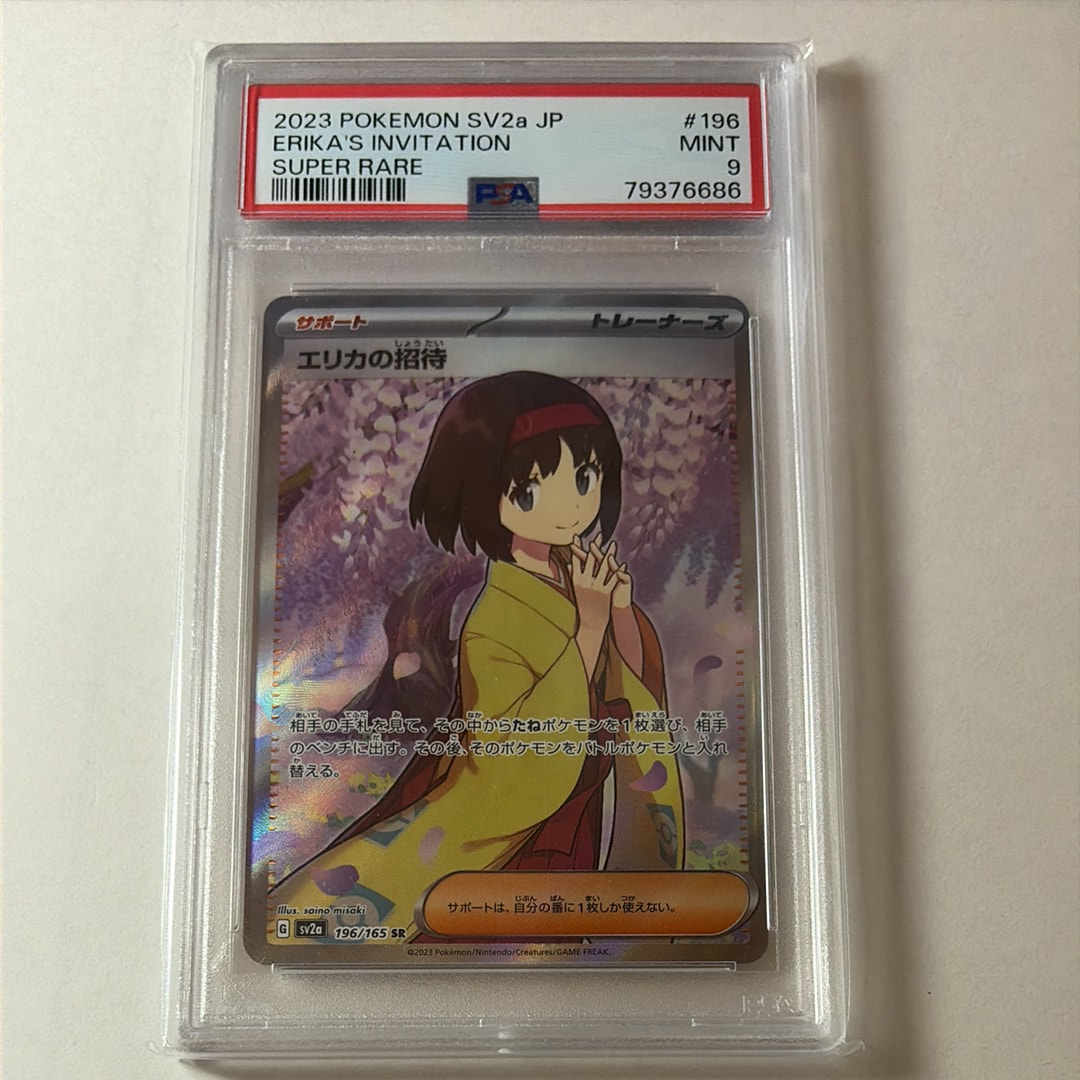 2023 POKEMON SV2a JP #196
ERIKA'S INVITATION MINT
SUPER RARE 9
PSA 79376686
サポート トレーナーズ
しょうたい
エリカの招待
あいて てふだ み なか まいえら あいて
相手の手札を見て、その中からたねポケモンを1枚選び、相手
だ ご い
のベンチに出す。その後、そのポケモンをバトルポケモンと入れ
か
替える。
じぶん ばん まい つか
サポートは、自分の番に1枚しか使えない。
Illus. saino misaki
G sv2a 196/165 SR
©2023 Pokémon/Nintendo/Creatures/GAME FREAK.
PSA